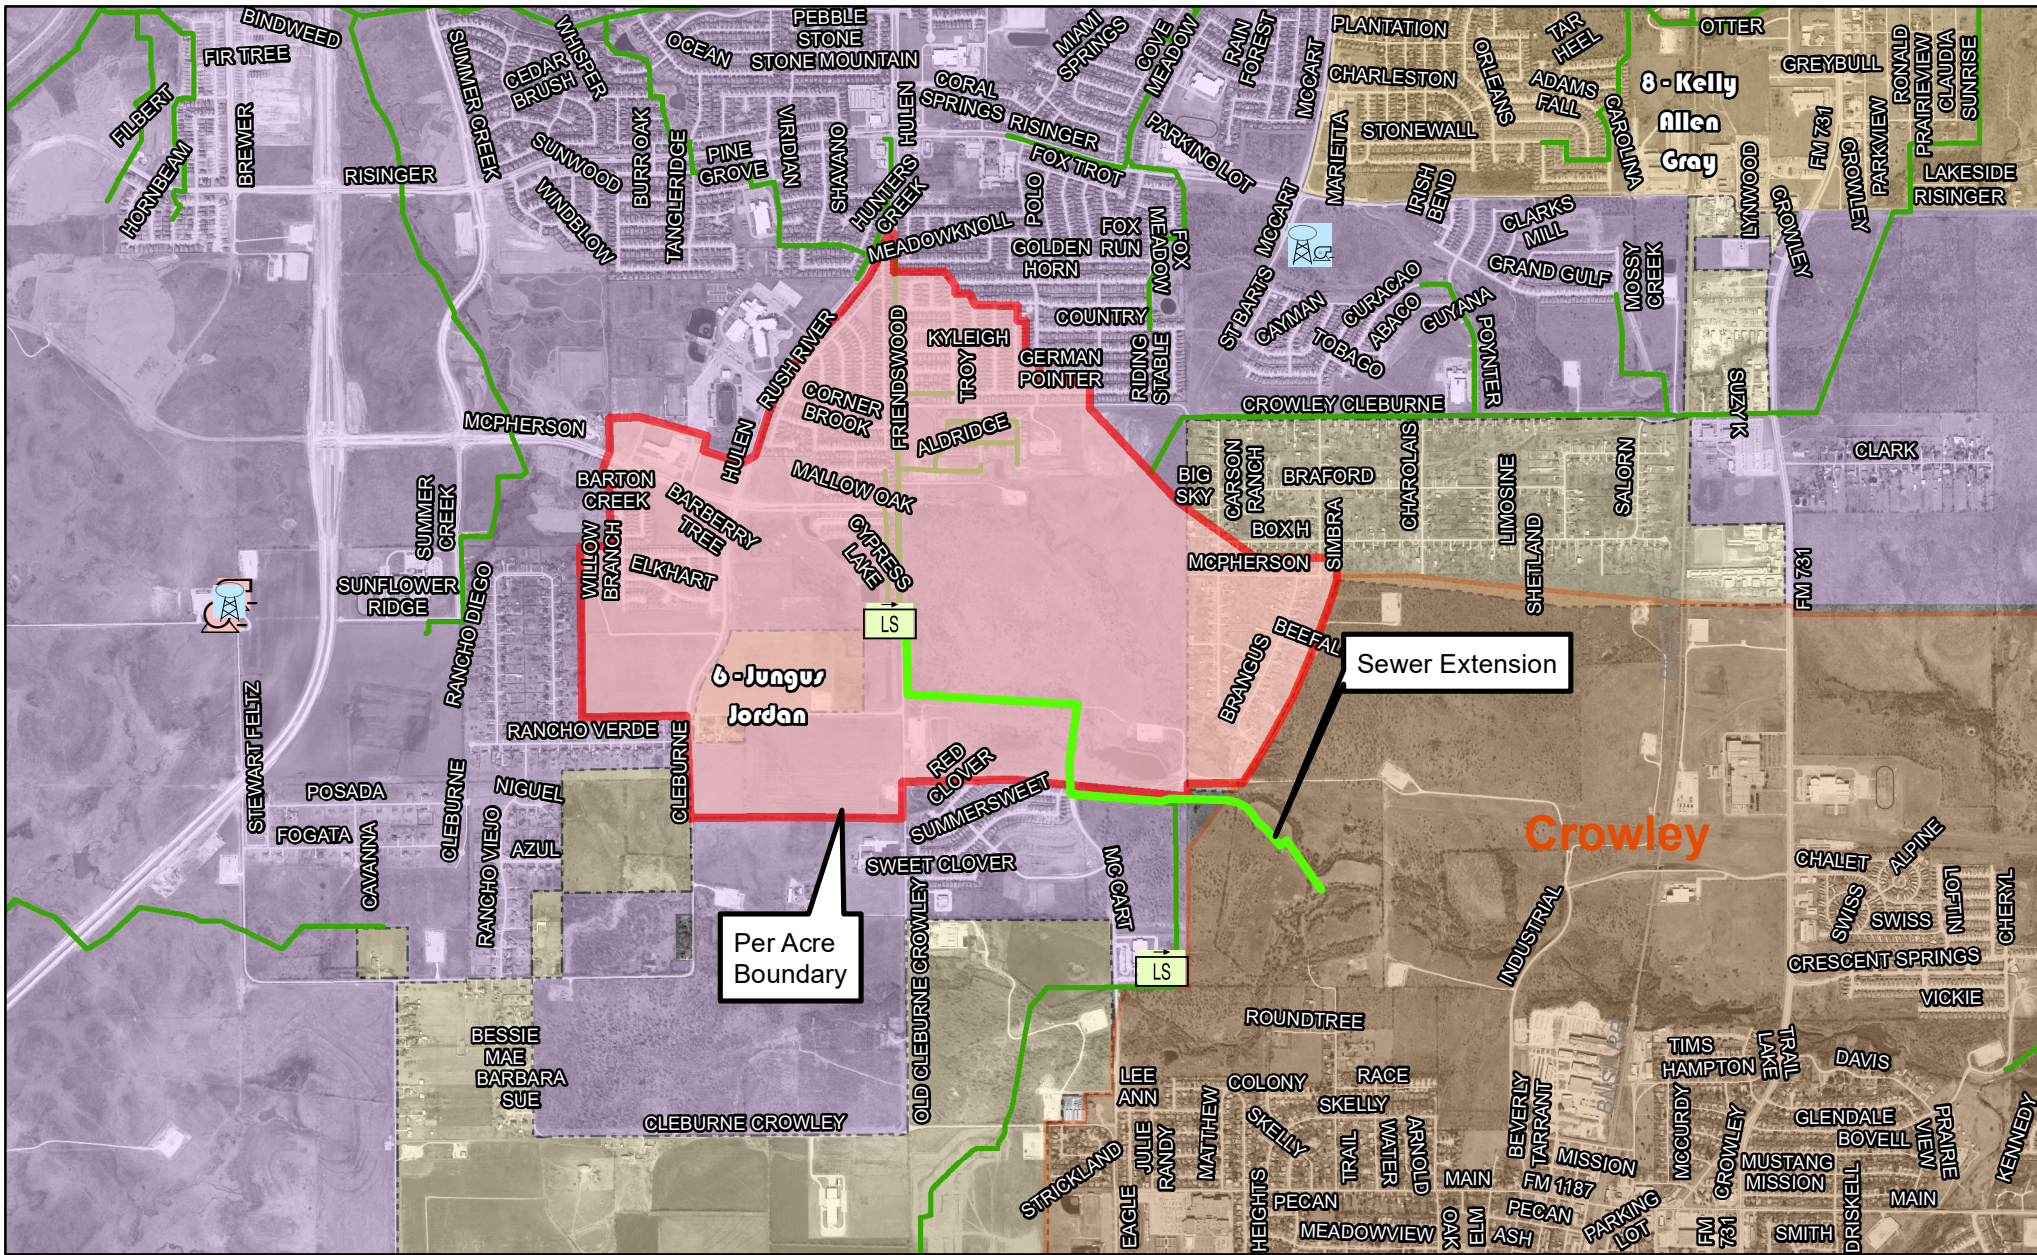 BINDWEED
FIR TREE
FILBERT
HORNBEAM
BREWER
RISINGER
SUMMER CREEK
CEDAR
BRUSH
WHISPER
OCEAN
PEBBLE
STONE
STONE MOUNTAIN
SUNWOOD
WINDBLOW
BURR OAK
TANGLERIDGE
PINE
GROVE
VIRIDIAN
SHAVANO
HULEN
HUNTERS
CREEK
CORAL
SPRINGS
RISINGER
MIAMI
SPRINGS
COVE
MEADOW
RAIN
FOREST
MCCART
PARKING LOT
FOX TROT
POLO
MEADOWKNOLL
GOLDEN
HORN
FOX
RUN
FOX
MEADOW
PLANTATION
CHARLESTON
STONEWALL
MARIETTA
ORLEANS
TAR
HEEL
ADAMS
FALL
CAROLINA
IRISH
BEND
8 - Kelly
Allen
Gray
OTTER
GREYBULL
RONALD
PRAIRIEVIEW
CLAUDIA
SUNRISE
FM 731
CROWLEY
PARKVIEW
LAKESIDE
RISINGER
LYNWOOD
CROWLEY
MCCART
ST BARTS
CAYMAN
TOBAGO
CURACAO
ABACO
GUYANA
POYNTER
CLARKS
MILL
GRAND GULF
MOSSY
CREEK
COUNTRY
RIDING
STABLE
RUSH RIVER
FRIENDSWOOD
KYLEIGH
TROY
GERMAN
POINTER
CORNER
BROOK
ALDRIDGE
HULEN
MCPHERSON
CROWLEY CLEBURNE
SUZY K
CLARK
BARTON
CREEK
BARBERRY
TREE
MALLOW OAK
CYPRESS
LAKE
WILLOW
BRANCH
ELKHART
SUMMER
CREEK
SUNFLOWER
RIDGE
RANCHO DIEGO
BIG
SKY
CARSON
RANCH
BRAFORD
BOX H
MCPHERSON
SIMBRA
CHAROLAIS
LIMOSINE
SHETLAND
SALORN
FM 731
LS
BEEFAL
BRANGUS
Sewer Extension
6 - Jungus
Jordan
STEWART FELTZ
RANCHO VERDE
CLEBURNE
RED
CLOVER
SUMMERSWEET
SWEET CLOVER
POSADA
FOGATA
CAVANNA
CLEBURNE
NIGUEL
RANCHO VIEJO
AZUL
Per Acre
Boundary
MC CART
OLD CLEBURNE CROWLEY
LS
Crowley
INDUSTRIAL
CHALET
ALPINE
SWISS
SWISS
LOFTIN
CHERYL
CRESCENT SPRINGS
VICKIE
BESSIE
MAE
BARBARA
SUE
CLEBURNE CROWLEY
ROUNDTREE
LEE
ANN
COLONY
RACE
SKELLY
SKELLY
JULIE
RANDY
MATTHEW
STRICKLAND
EAGLE
HEIGHTS
TRAIL
WATER
ARNOLD
PECAN
MEADOWVIEW
MAIN
OAK
ELM
ASH
PECAN
BEVERLY
TARRANT
MISSION
FM 1187
PARKING
LOT
TIMS
HAMPTON
TRAIL
LAKE
DAVIS
MCCURDY
CROWLEY
GLENDALE
BOVELL
PRAIRIE
VIEW
KENNEDY
MUSTANG
MISSION
FM
731
SMITH
DRISKELL
MAIN